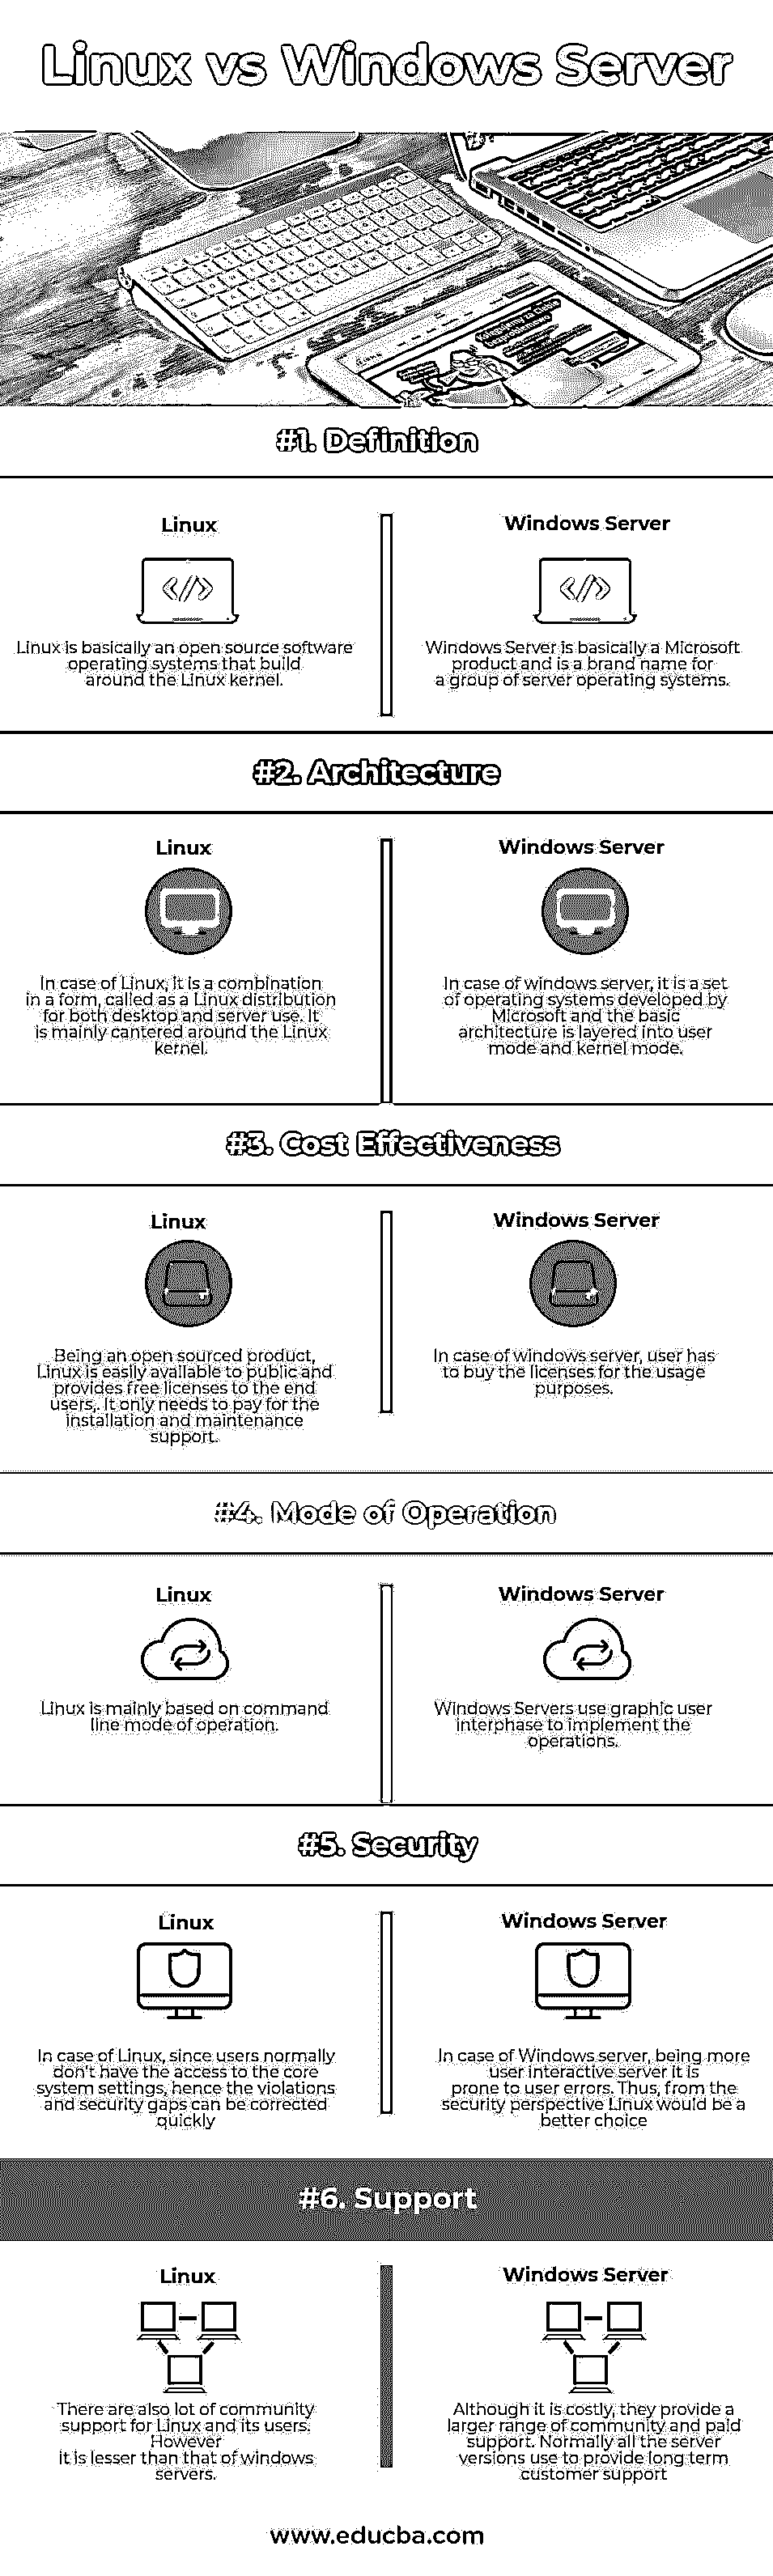 Linux vs Windows Server
#1. Definition
Linux
Linux is basically an open source software
operating systems that build
around the Linux kernel.
Windows Server
Windows Server is basically a Microsoft
product and is a brand name for
a group of server operating systems.
#2. Architecture
Linux
In case of Linux, it is a combination
in a form, called as a Linux distribution
for both desktop and server use. It
is mainly cantered around the Linux
kernel.
Windows Server
In case of windows server, it is a set
of operating systems developed by
Microsoft and the basic
architecture is layered into user
mode and kernel mode.
#3. Cost Effectiveness
Linux
Being an open sourced product,
Linux is easily available to public and
provides free licenses to the end
users,. It only needs to pay for the
installation and maintenance
support.
Windows Server
In case of windows server, user has
to buy the licenses for the usage
purposes.
#4. Mode of Operation
Linux
Linux is mainly based on command
line mode of operation.
Windows Server
Windows Servers use graphic user
interphase to implement the
operations.
#5. Security
Linux
In case of Linux, since users normally
don't have the access to the core
system settings, hence the violations
and security gaps can be corrected
quickly
Windows Server
In case of Windows server, being more
user interactive server it is
prone to user errors. Thus, from the
security perspective Linux would be a
better choice
#6. Support
Linux
There are also lot of community
support for Linux and its users.
However
it is lesser than that of windows
servers.
Windows Server
Although it is costly, they provide a
larger range of community and paid
support. Normally all the server
versions use to provide long term
customer support
www.educba.com